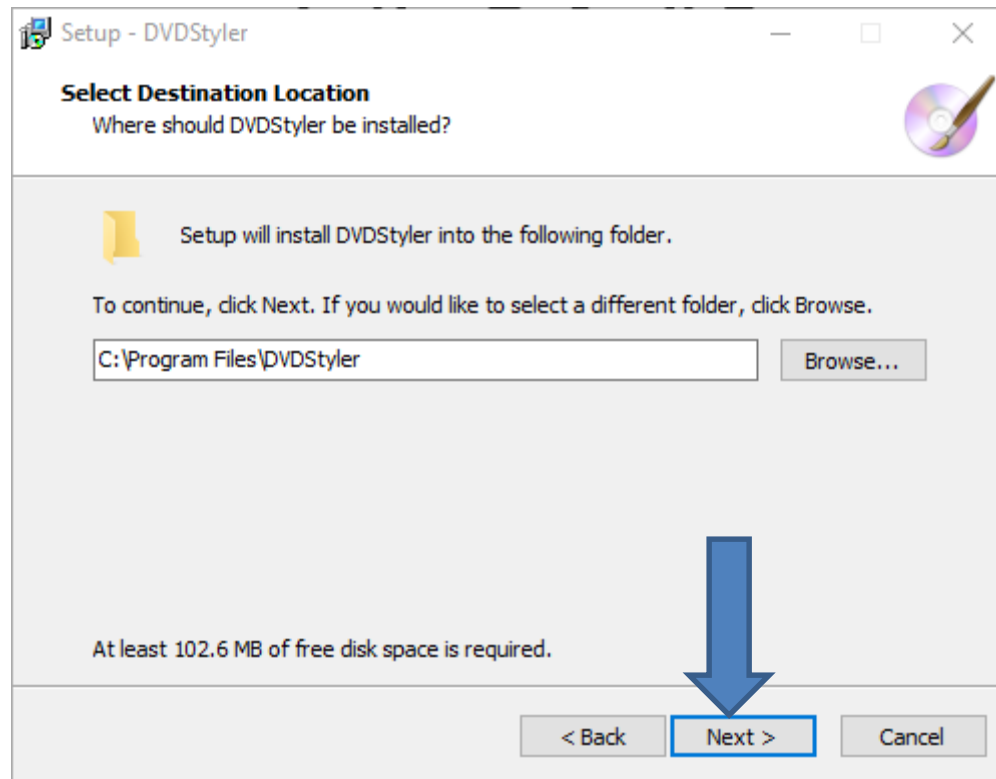 Setup - DVDStyler
Select Destination Location
Where should DVDStyler be installed?
Setup will install DVDStyler into the following folder.
To continue, click Next. If you would like to select a different folder, click Browse.
C:\Program Files\DVDStyler
Browse...
At least 102.6 MB of free disk space is required.
< Back
Next >
Cancel